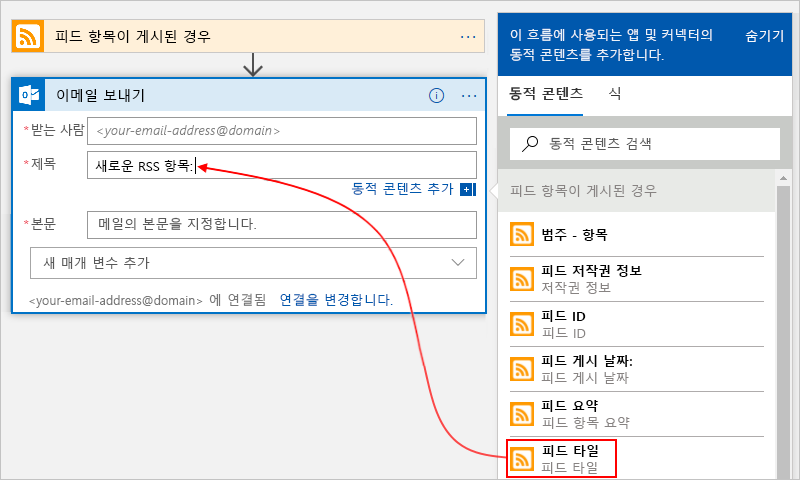 피드 항목이 게시된 경우
이메일 보내기
*받는 사람
<your-email-address@domain>
*제목
새로운 RSS 항목:
동적 콘텐츠 추가
*본문
메일의 본문을 지정합니다.
새 매개 변수 추가
<your-email-address@domain> 에 연결됨 연결을 변경합니다.
이 흐름에 사용되는 앱 및 커넥터의
동적 콘텐츠를 추가합니다.
숨기기
동적 콘텐츠
식
동적 콘텐츠 검색
피드 항목이 게시된 경우
범주 - 항목
피드 저작권 정보
저작권 정보
피드 ID
피드 ID
피드 게시 날짜:
피드 게시 날짜
피드 요약
피드 항목 요약
피드 타일
피드 타일